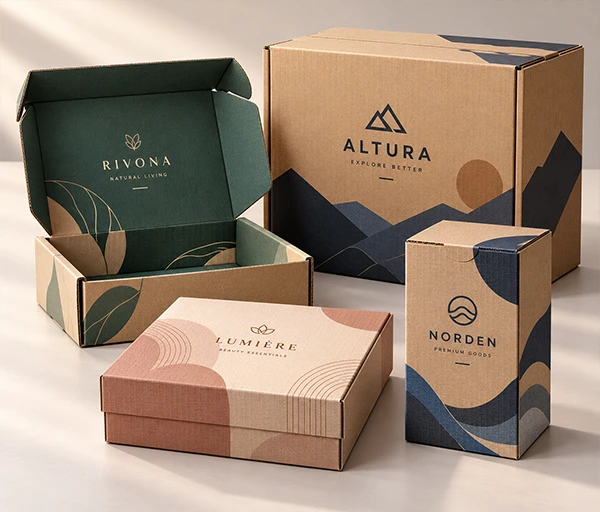 RIVONA
NATURAL LIVING
ALTURA
EXPLORE BETTER
LUMIÈRE
BEAUTY ESSENTIALS
NORDEN
PREMIUM GOODS